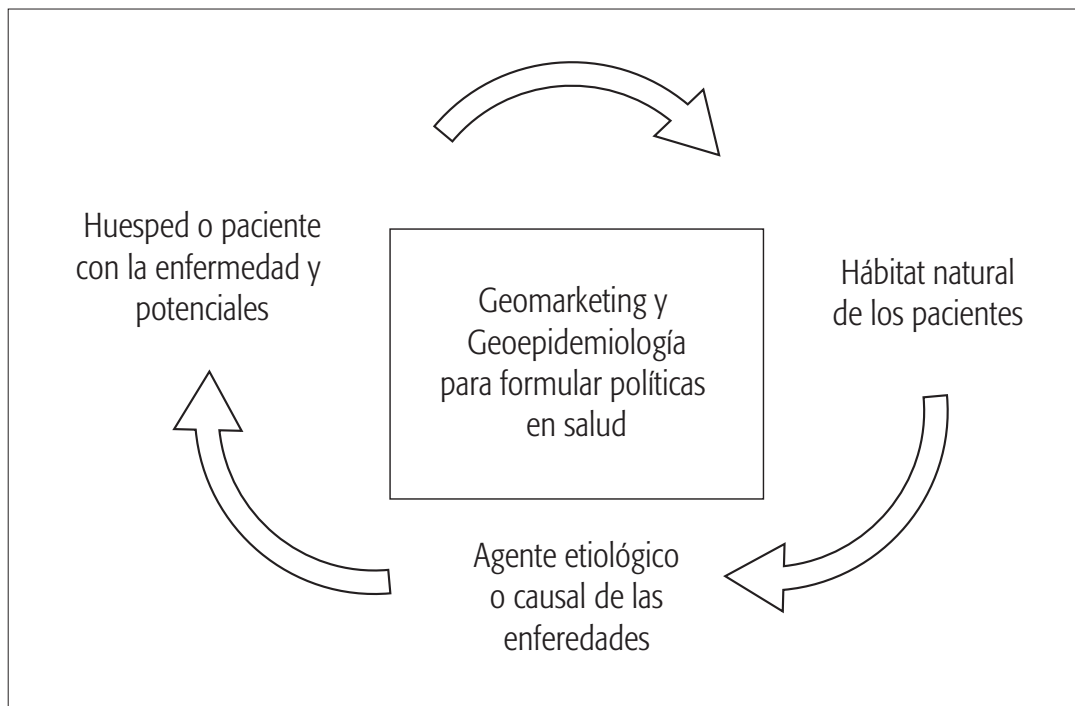 Huesped o paciente
con la enfermedad y
potenciales
Geomarketing y
Geoepidemiología
para formular políticas
en salud
Hábitat natural
de los pacientes
Agente etiológico
o causal de las
enferedades